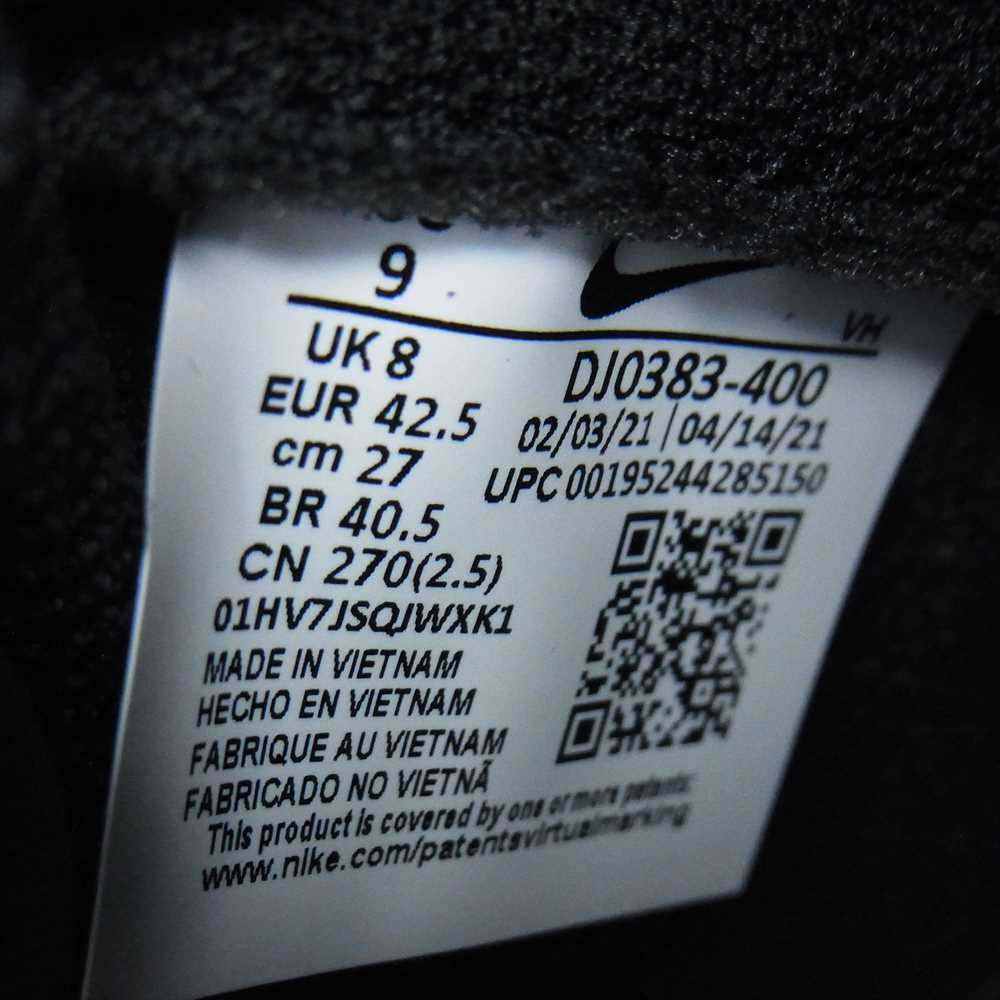 9
VH
UK 8
EUR 42.5
cm 27
BR 40.5
CN 270(2.5)
01HV7JSQJWXK1
DJ0383-400
02/03/21 | 04/14/21
UPC 00195244285150
MADE IN VIETNAM
HECHO EN VIETNAM
FABRIQUE AU VIETNAM
FABRICADO NO VIETNÃ
This product is covered by one or more patents:
www.nike.com/patentsvirtualmarking